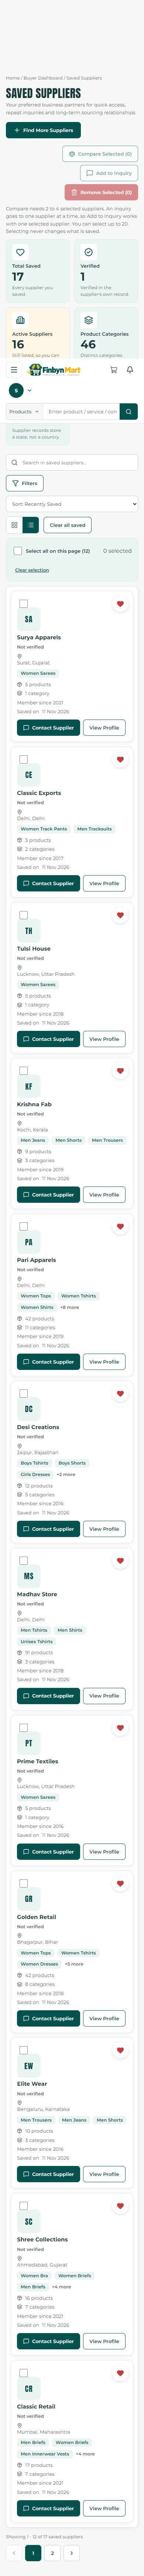 Home / Buyer Dashboard / Saved Suppliers
SAVED SUPPLIERS
Your preferred businesses and products for quick access, repeat inquiries and long-term sourcing relationships.
Find More Suppliers
Compare Selected (0)
Add to Inquiry
Remove Selected (0)
Compare needs 2 to 4 selected suppliers. An inquiry goes to one supplier at a time, so Add to Inquiry works with just one selected supplier. You can select up to 20. Selecting never changes what is saved.
Total Saved
17
Every supplier you saved.
Verified
1
Verified in the supplier's own record.
Active Suppliers
16
Still listed, so you can
Product Categories
46
Distinct categories
FinbynMart
S
Products
Enter product / service / com
Supplier records store a state, not a country
Search in saved suppliers...
Filters
Sort: Recently Saved
Clear all saved
Select all on this page (12)
0 selected
Clear selection
SA
Surya Apparels
Not verified
Surat, Gujarat
Women Sarees
5 products
1 category
Member since 2021
Saved on 11 Nov 2026
Contact Supplier
View Profile
CE
Classic Exports
Not verified
Delhi, Delhi
Women Track Pants
Men Tracksuits
5 products
2 categories
Member since 2017
Saved on 11 Nov 2026
Contact Supplier
View Profile
TH
Tulsi House
Not verified
Lucknow, Uttar Pradesh
Women Sarees
5 products
1 category
Member since 2018
Saved on 11 Nov 2026
Contact Supplier
View Profile
KF
Krishna Fab
Not verified
Kochi, Kerala
Men Jeans
Men Shorts
Men Trousers
9 products
3 categories
Member since 2019
Saved on 11 Nov 2026
Contact Supplier
View Profile
PA
Pari Apparels
Not verified
Delhi, Delhi
Women Tops
Women Tshirts
Women Shirts
+8 more
42 products
11 categories
Member since 2019
Saved on 11 Nov 2026
Contact Supplier
View Profile
DC
Desi Creations
Not verified
Jaipur, Rajasthan
Boys Tshirts
Boys Shorts
Girls Dresses
+2 more
12 products
5 categories
Member since 2016
Saved on 11 Nov 2026
Contact Supplier
View Profile
MS
Madhav Store
Not verified
Delhi, Delhi
Men Tshirts
Men Shirts
Unisex Tshirts
91 products
3 categories
Member since 2018
Saved on 11 Nov 2026
Contact Supplier
View Profile
PT
Prime Textiles
Not verified
Lucknow, Uttar Pradesh
Women Sarees
5 products
1 category
Member since 2016
Saved on 11 Nov 2026
Contact Supplier
View Profile
GR
Golden Retail
Not verified
Bhagalpur, Bihar
Women Tops
Women Tshirts
Women Dresses
+5 more
42 products
8 categories
Member since 2018
Saved on 11 Nov 2026
Contact Supplier
View Profile
EW
Elite Wear
Not verified
Bengaluru, Karnataka
Men Trousers
Men Jeans
Men Shorts
10 products
3 categories
Member since 2016
Saved on 11 Nov 2026
Contact Supplier
View Profile
SC
Shree Collections
Not verified
Ahmedabad, Gujarat
Women Bra
Women Briefs
Men Briefs
+4 more
16 products
7 categories
Member since 2021
Saved on 11 Nov 2026
Contact Supplier
View Profile
CR
Classic Retail
Not verified
Mumbai, Maharashtra
Men Briefs
Women Briefs
Men Innerwear Vests
+4 more
17 products
7 categories
Member since 2021
Saved on 11 Nov 2026
Contact Supplier
View Profile
Showing 1 - 12 of 17 saved suppliers
1
2